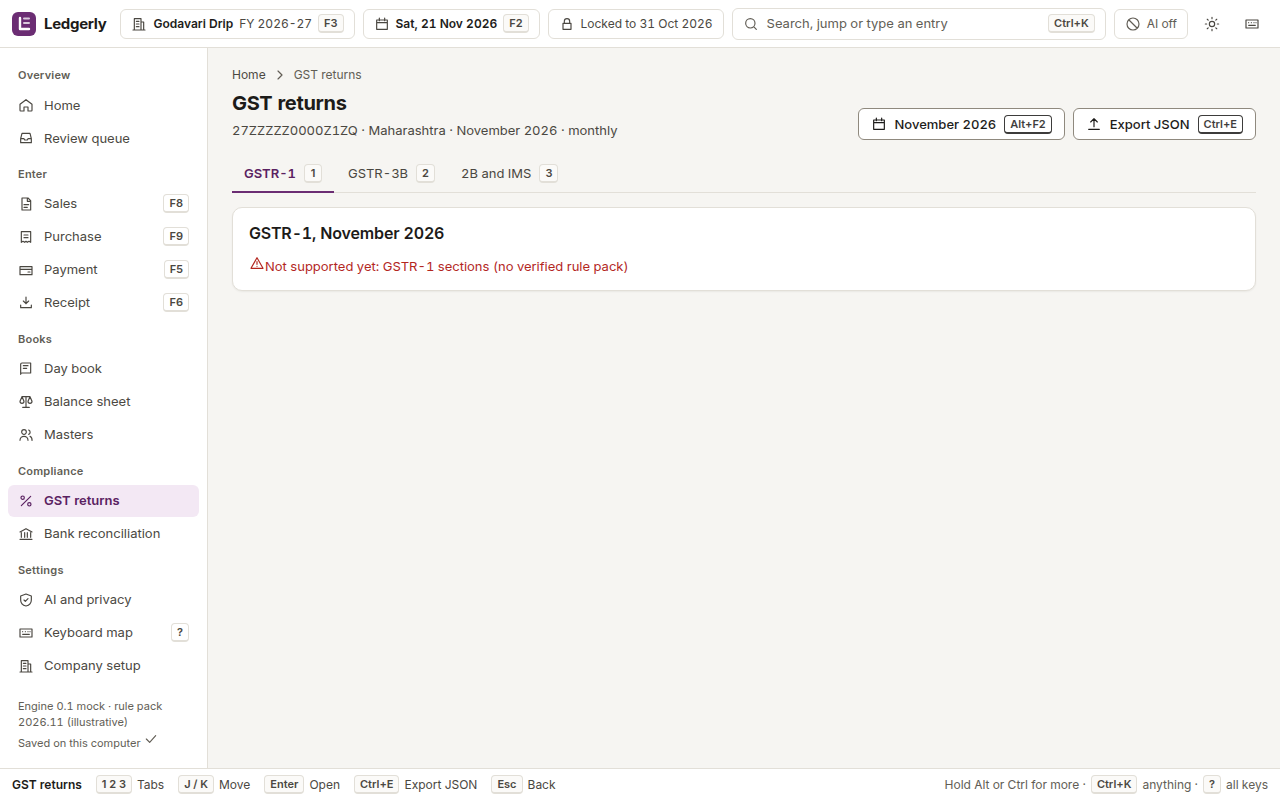 Ledgerly
Godavari Drip FY 2026-27 F3
Sat, 21 Nov 2026 F2
Locked to 31 Oct 2026
Search, jump or type an entry Ctrl+K
AI off
Overview
Home
Review queue
Enter
Sales F8
Purchase F9
Payment F5
Receipt F6
Books
Day book
Balance sheet
Masters
Compliance
GST returns
Bank reconciliation
Settings
AI and privacy
Keyboard map ?
Company setup
Engine 0.1 mock · rule pack
2026.11 (illustrative)
Saved on this computer
Home > GST returns
GST returns
27ZZZZZ0000Z1ZQ · Maharashtra · November 2026 · monthly
November 2026 Alt+F2
Export JSON Ctrl+E
GSTR-1 1 GSTR-3B 2 2B and IMS 3
GSTR-1, November 2026
Not supported yet: GSTR-1 sections (no verified rule pack)
GST returns 1 2 3 Tabs J / K Move Enter Open Ctrl+E Export JSON Esc Back
Hold Alt or Ctrl for more · Ctrl+K anything · ? all keys